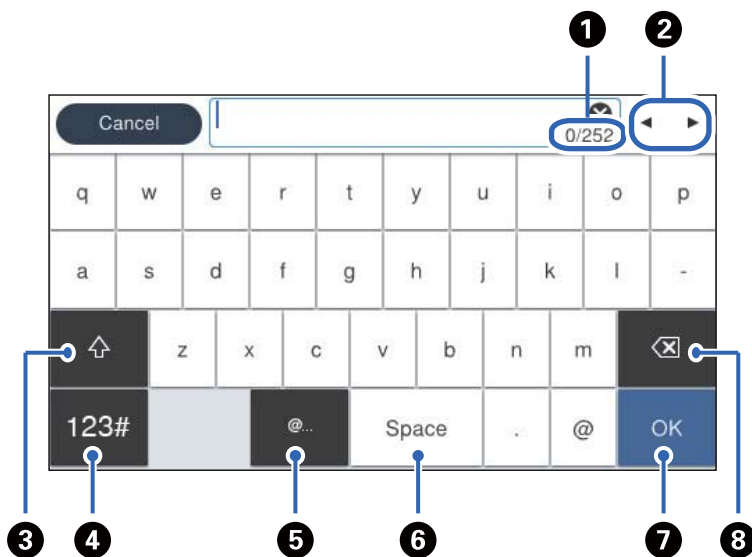 1 2
Cancel
0/252
q w e r t y u i o p
a s d f g h j k l -
z x c v b n m
123# @... Space . @ OK
3 4 5 6 7 8